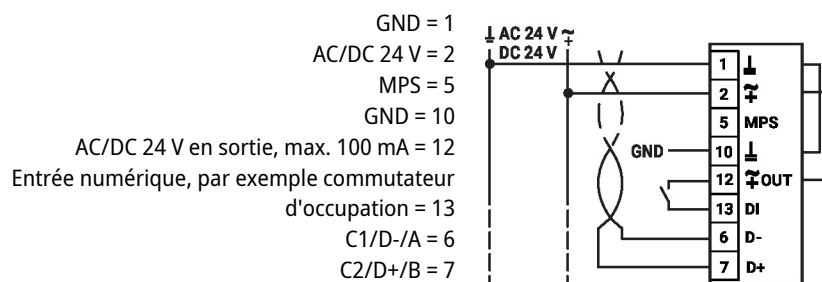 GND = 1
AC/DC 24 V = 2
MPS = 5
GND = 10
AC/DC 24 V en sortie, max. 100 mA = 12
Entrée numérique, par exemple commutateur
d'occupation = 13
C1/D-/A = 6
C2/D+/B = 7
AC 24 V
DC 24 V
1
2
5 MPS
GND 10
12 OUT
13 DI
6 D-
7 D+